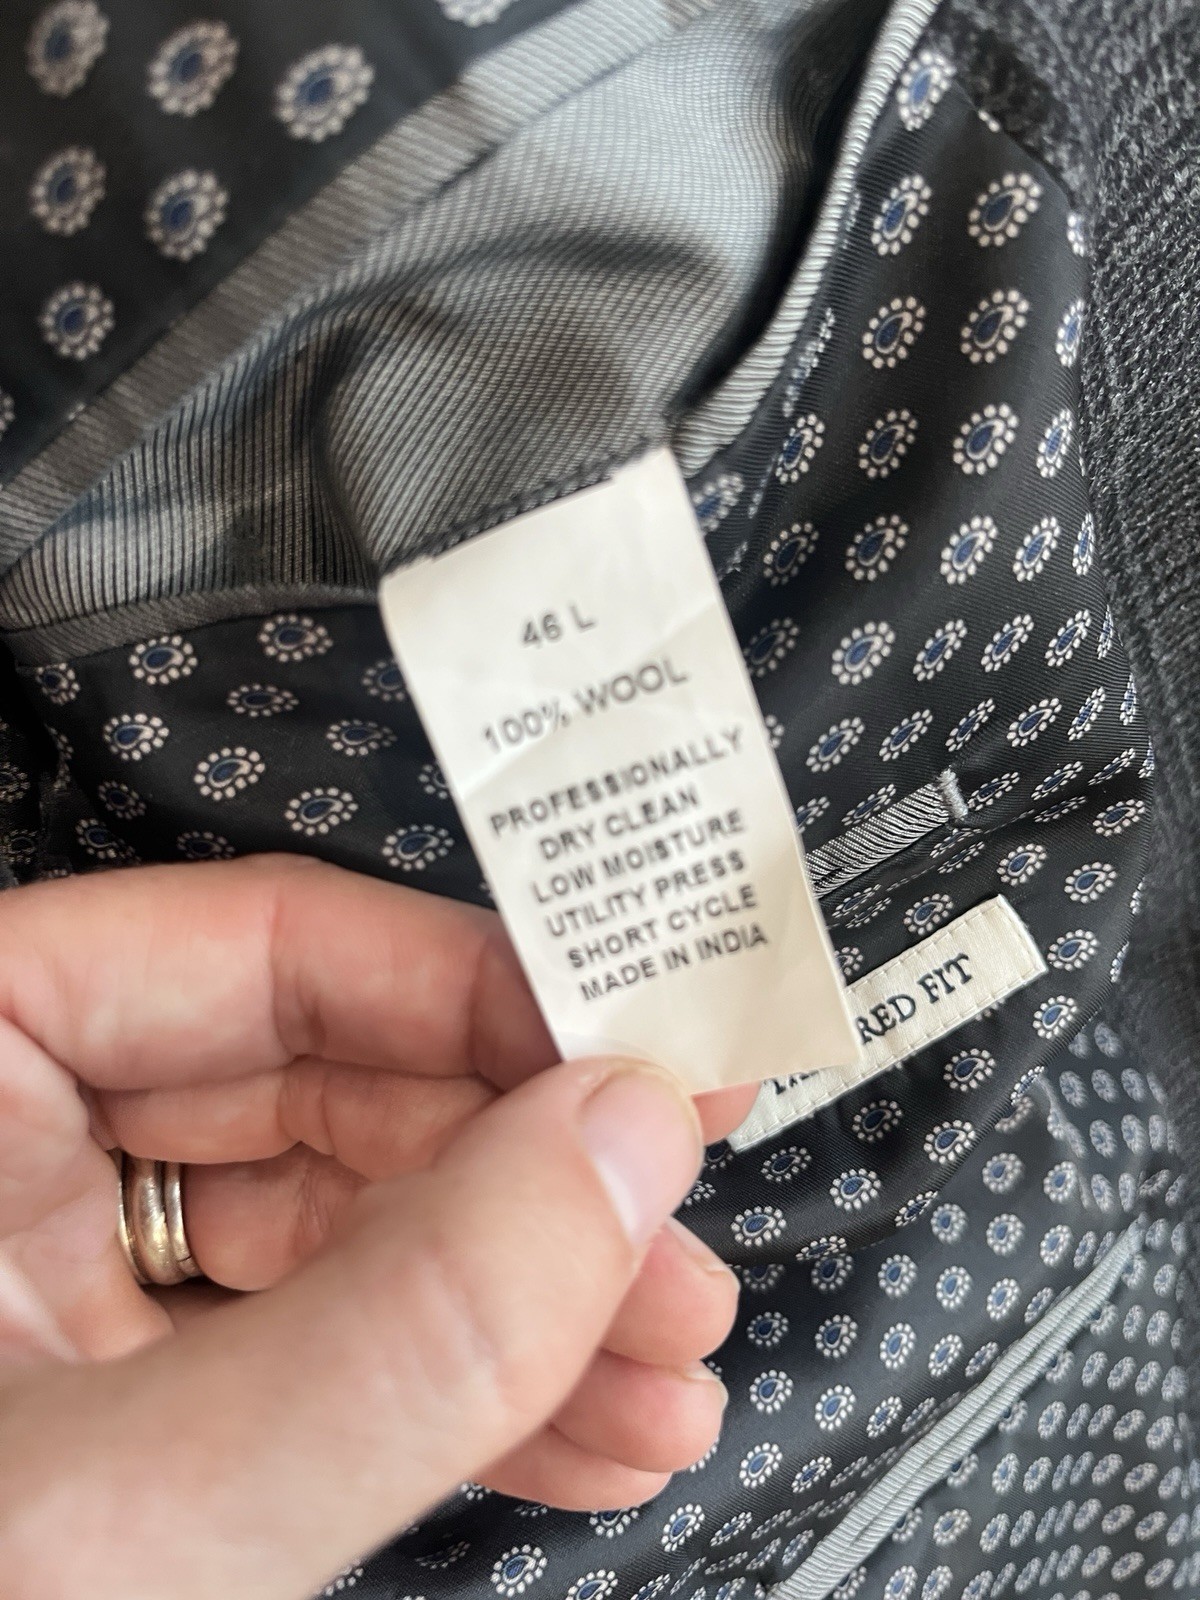 46 L
100% WOOL
PROFESSIONALLY
DRY CLEAN
LOW MOISTURE
UTILITY PRESS
SHORT CYCLE
MADE IN INDIA
FIT